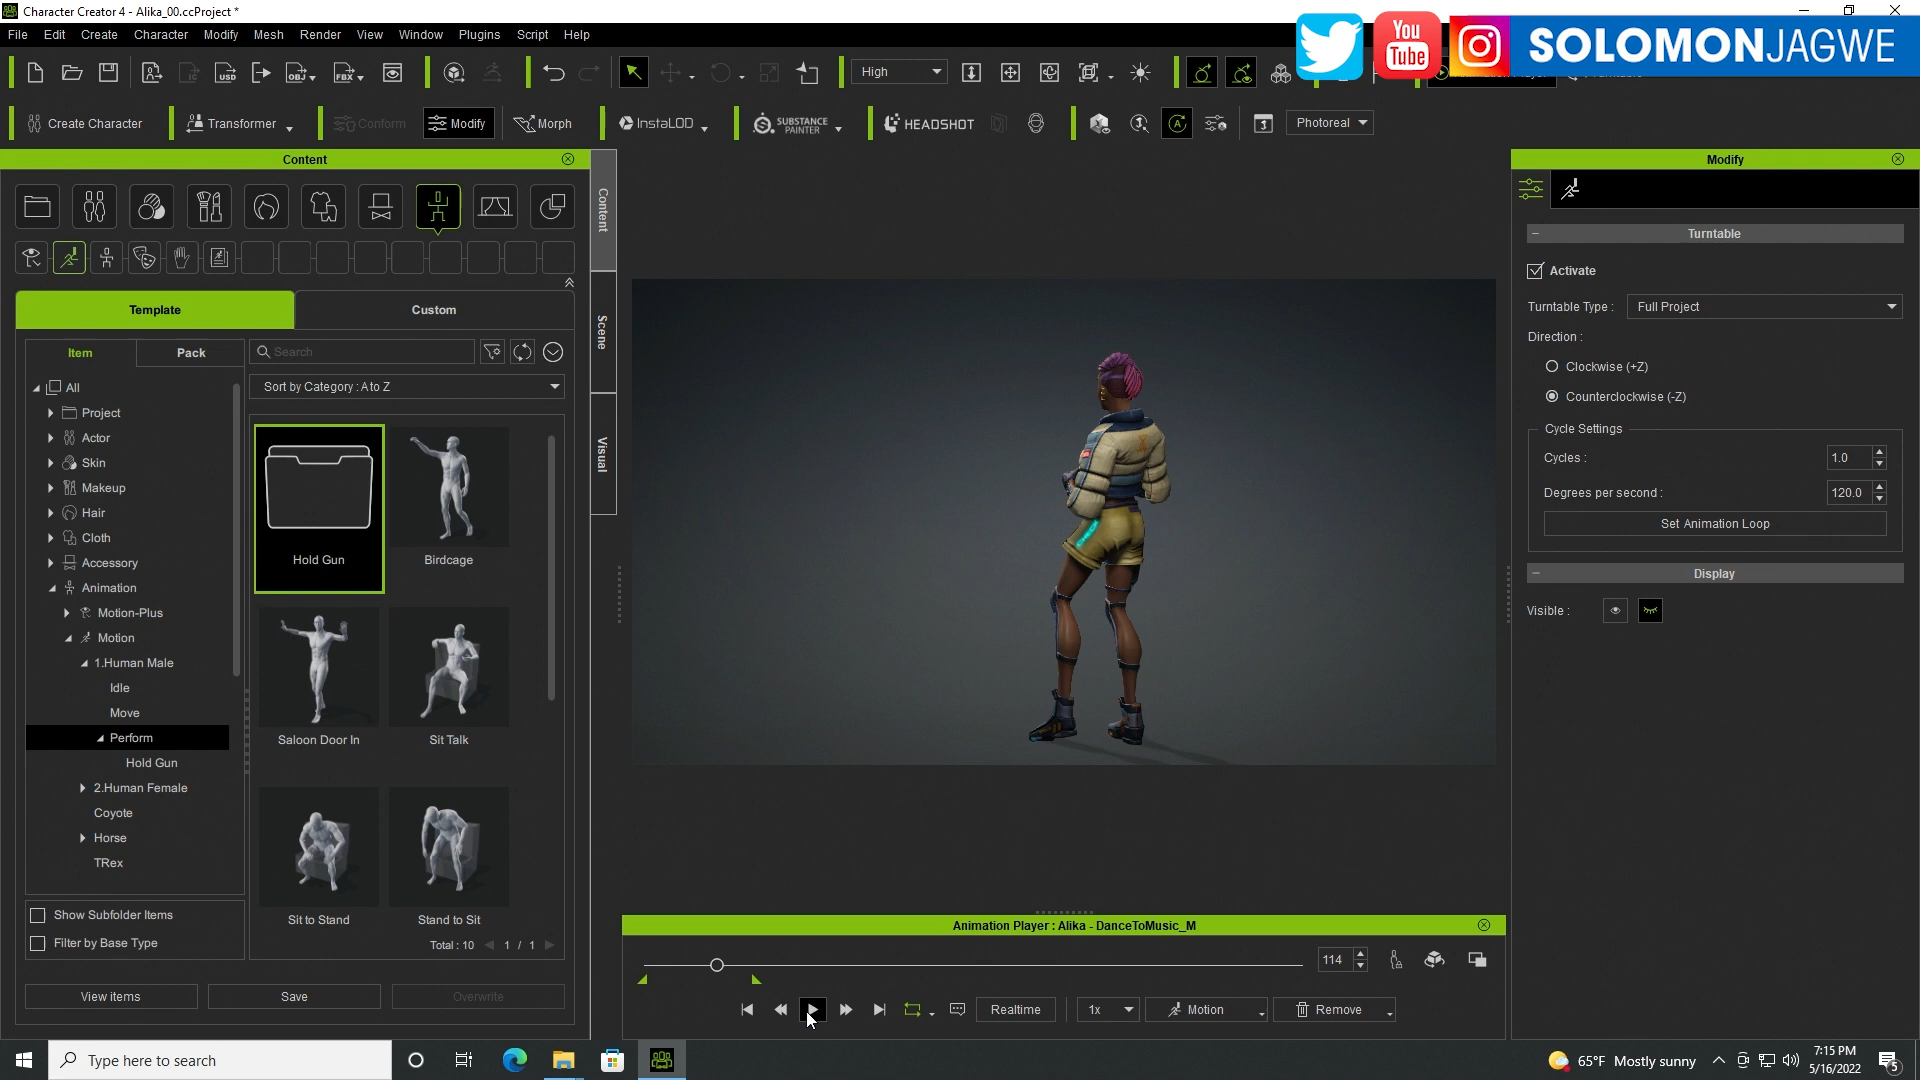 Character Creator 4 - Alika_00.ccProject *
File Edit Create Character Modify Mesh Render View Window Plugins Script Help
You Tube
SOLOMONJAGWE
USD OBJ FBX High
Create Character Transformer Conform Modify Morph InstaLOD SUBSTANCE PAINTER HEADSHOT Photoreal
Content
Content
Scene
Visual
Template Custom
Item Pack Search
Sort by Category : A to Z
All
Project
Actor
Skin
Makeup
Hair
Cloth
Accessory
Animation
Motion-Plus
Motion
1.Human Male
Idle
Move
Perform
Hold Gun
2.Human Female
Coyote
Horse
TRex
Hold Gun Birdcage
Saloon Door In Sit Talk
Sit to Stand Stand to Sit
Show Subfolder Items
Filter by Base Type
Total : 10 1 / 1
View items Save Overwrite
Modify
Turntable
Activate
Turntable Type : Full Project
Direction :
Clockwise (+Z)
Counterclockwise (-Z)
Cycle Settings
Cycles : 1.0
Degrees per second : 120.0
Set Animation Loop
Display
Visible :
Animation Player : Alika - DanceToMusic_M
114
Realtime 1x Motion Remove
Type here to search
65°F Mostly sunny
7:15 PM
5/16/2022
5